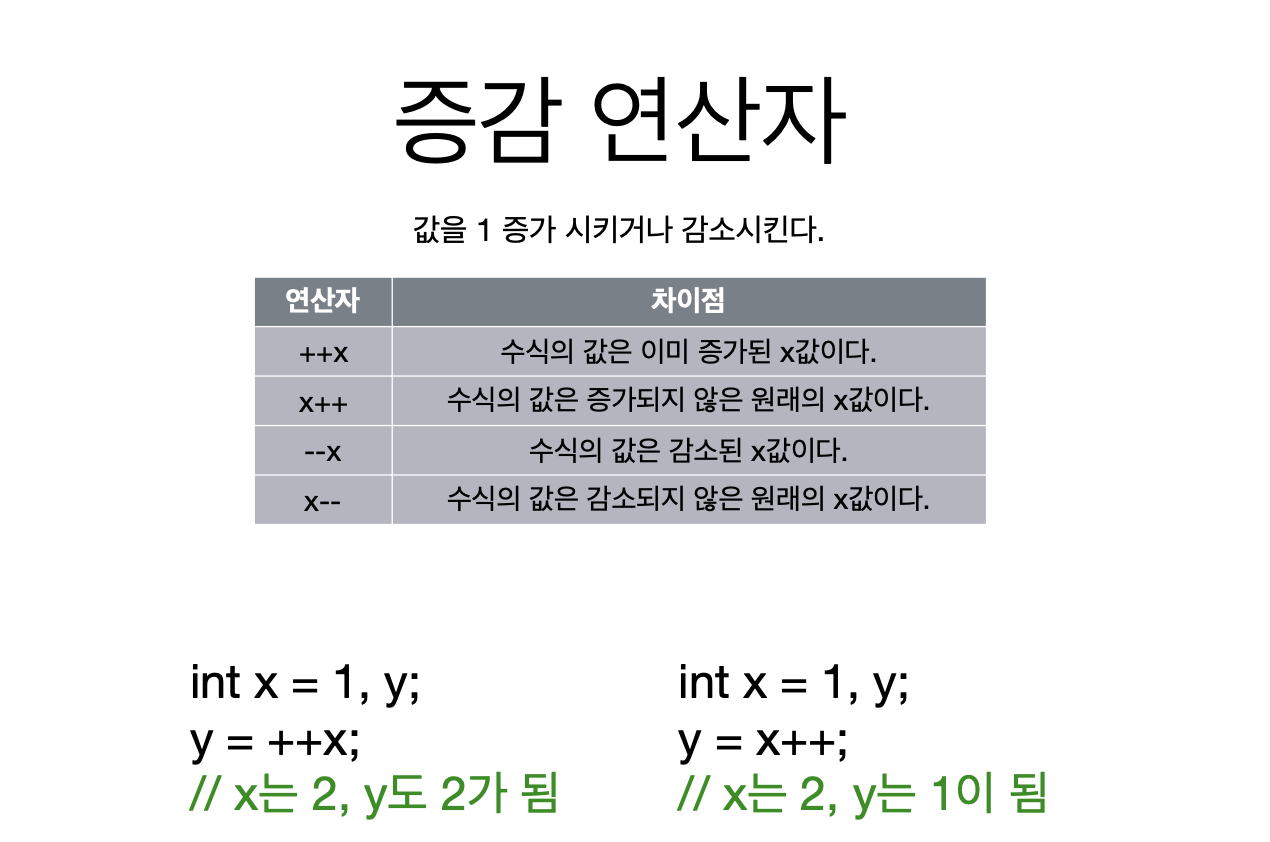 증감 연산자
값을 1 증가 시키거나 감소시킨다.
연산자 차이점
++x 수식의 값은 이미 증가된 x값이다.
x++ 수식의 값은 증가되지 않은 원래의 x값이다.
--x 수식의 값은 감소된 x값이다.
x-- 수식의 값은 감소되지 않은 원래의 x값이다.
int x = 1, y;
y = ++x;
// x는 2, y도 2가 됨
int x = 1, y;
y = x++;
// x는 2, y는 1이 됨